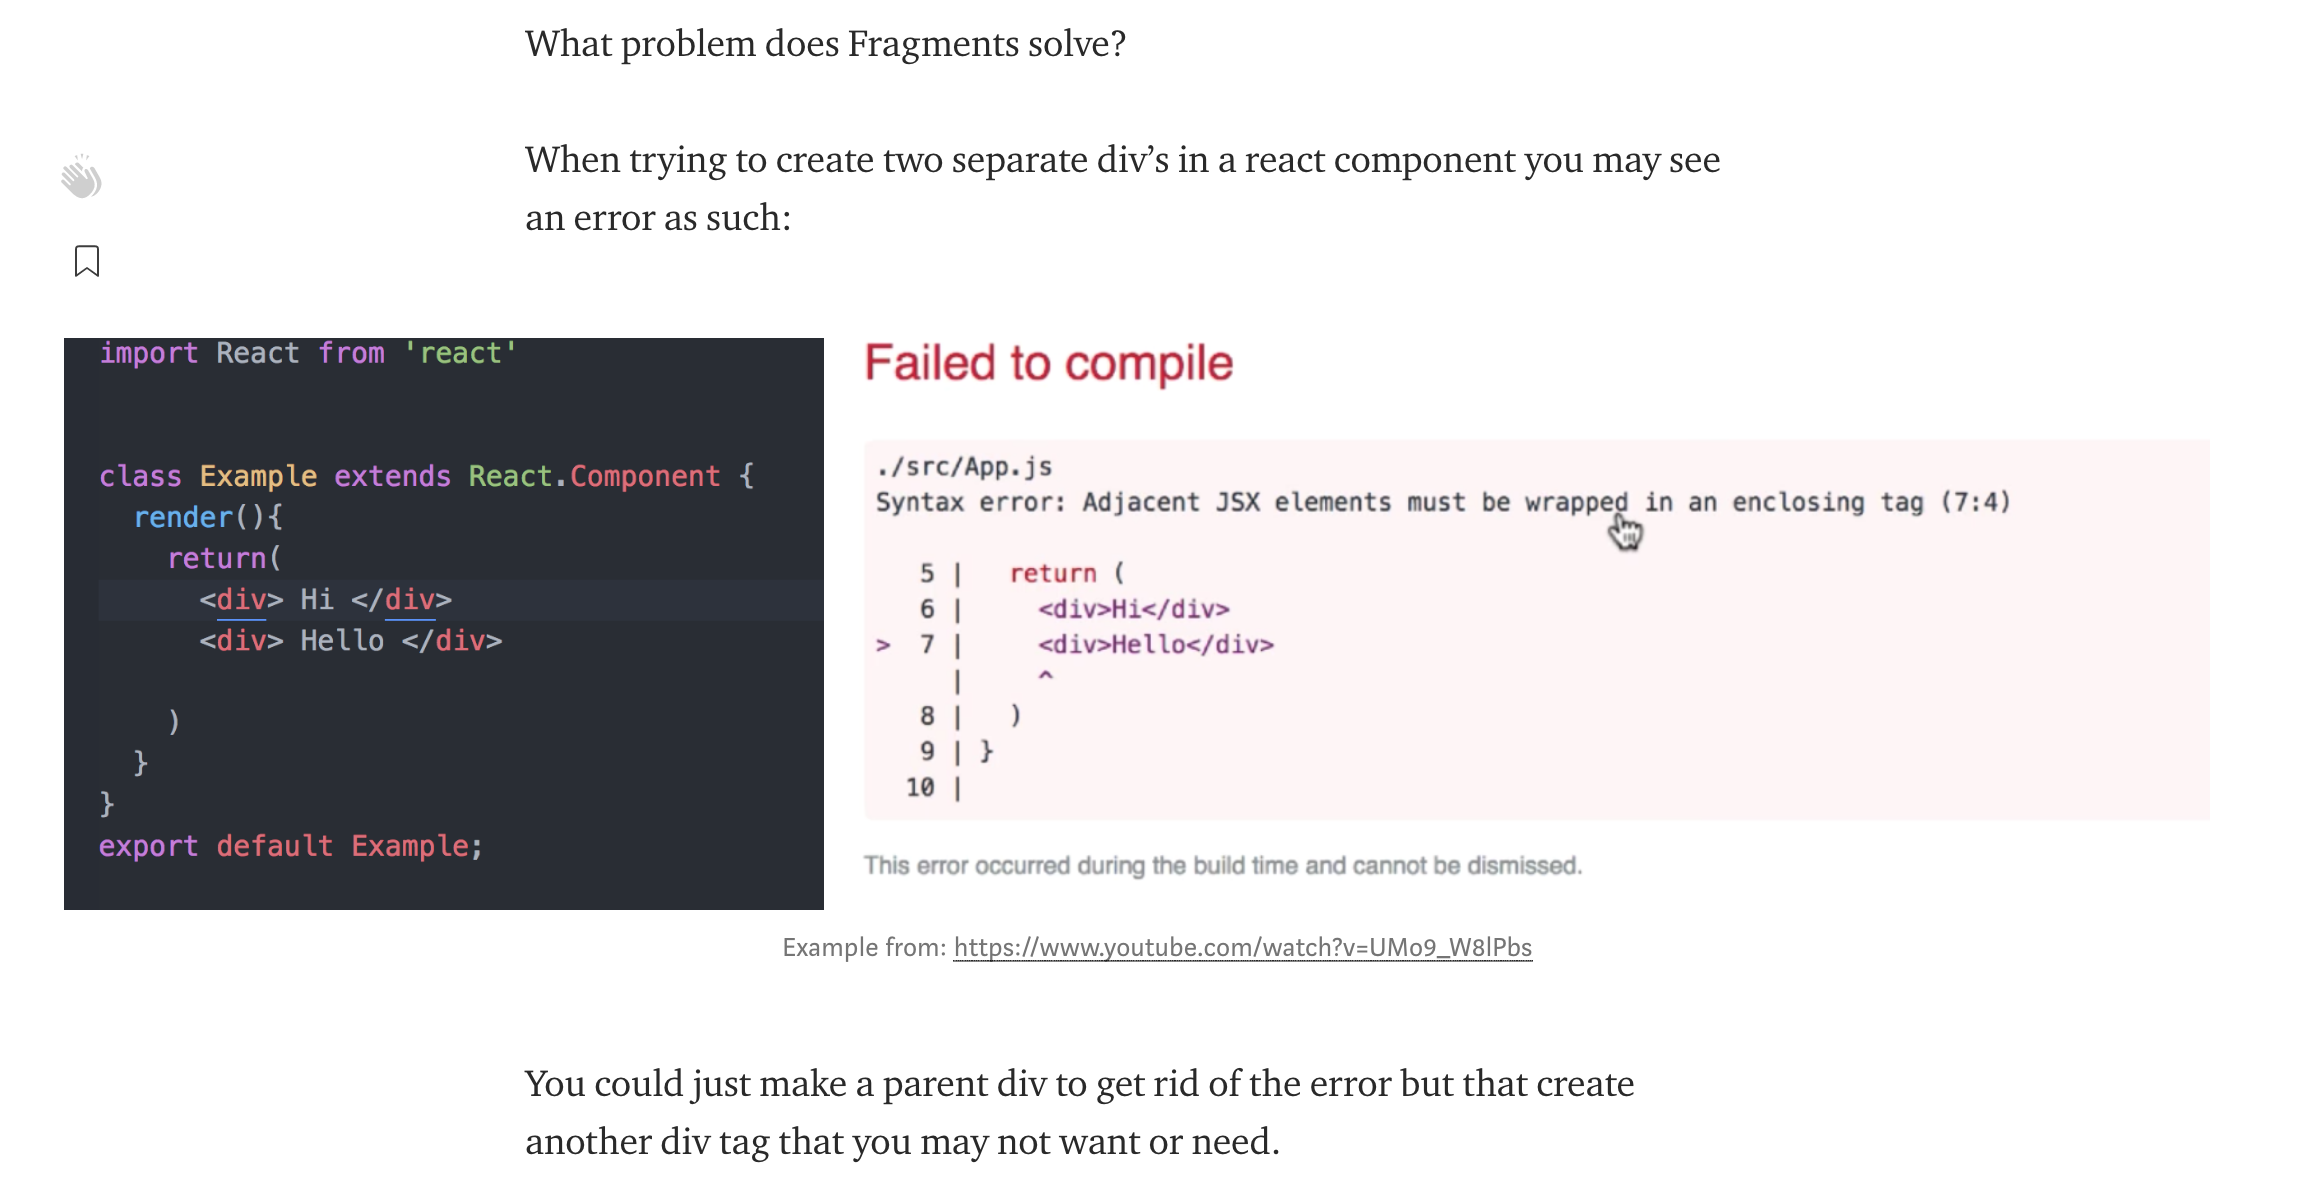 What problem does Fragments solve?
When trying to create two separate div’s in a react component you may see
an error as such:
import React from 'react'
class Example extends React.Component {
render(){
return(
<div> Hi </div>
<div> Hello </div>
)
}
}
export default Example;
Failed to compile
./src/App.js
Syntax error: Adjacent JSX elements must be wrapped in an enclosing tag (7:4)
5 | return (
6 | <div>Hi</div>
> 7 | <div>Hello</div>
| ^
8 | )
9 | }
10 |
This error occurred during the build time and cannot be dismissed.
Example from: https://www.youtube.com/watch?v=UMo9_W8lPbs
You could just make a parent div to get rid of the error but that create
another div tag that you may not want or need.